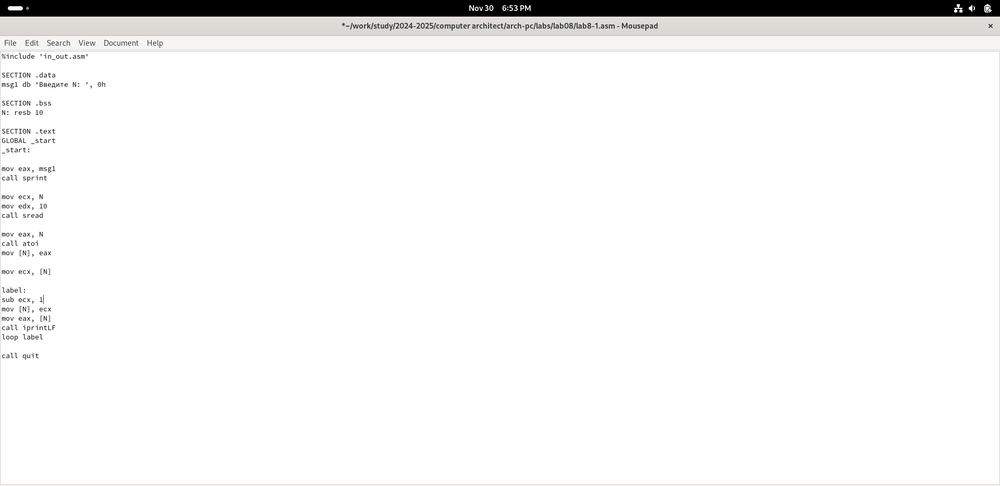 Nov 30 6:53 PM
*~/work/study/2024-2025/computer architect/arch-pc/labs/lab08/lab8-1.asm - Mousepad
File Edit Search View Document Help
%include 'in_out.asm'

SECTION .data
msg1 db 'Введите N: ', 0h

SECTION .bss
N: resb 10

SECTION .text
GLOBAL _start
_start:

mov eax, msg1
call sprint

mov ecx, N
mov edx, 10
call sread

mov eax, N
call atoi
mov [N], eax

mov ecx, [N]

label:
sub ecx, 1
mov [N], ecx
mov eax, [N]
call iprintLF
loop label

call quit